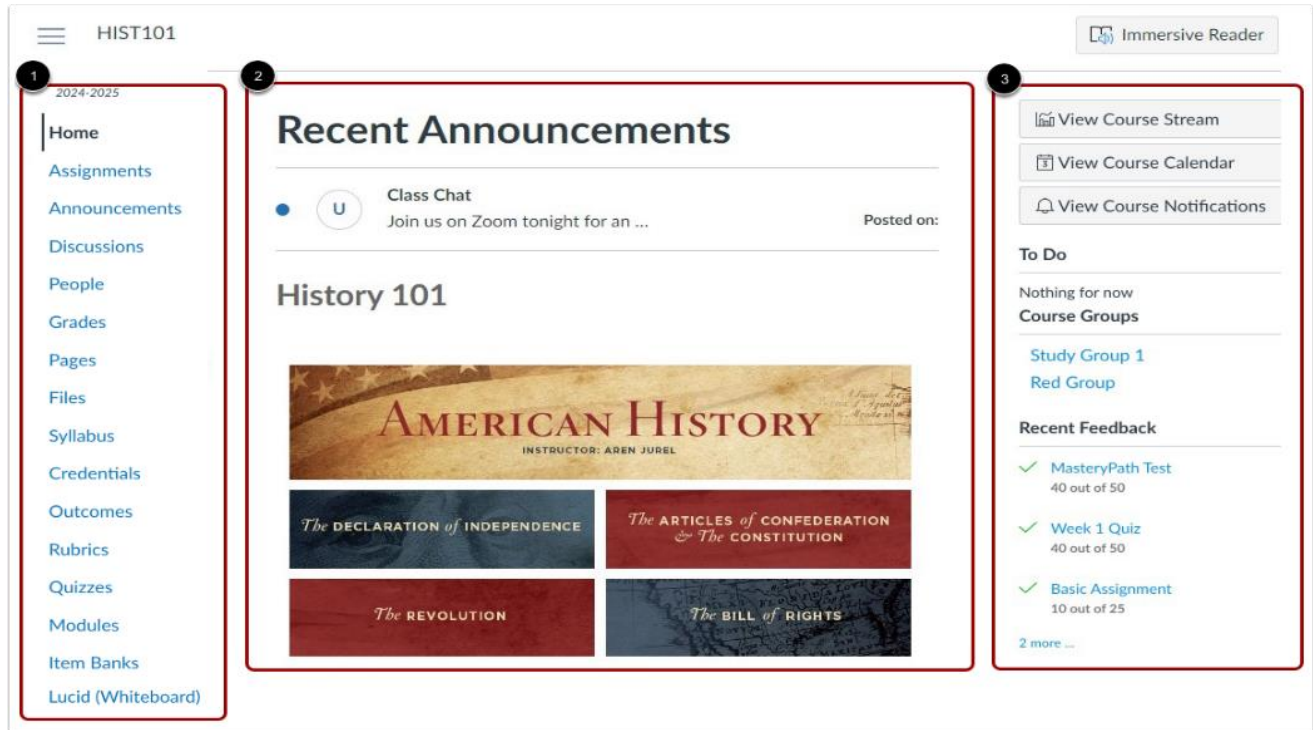 HIST101
Immersive Reader
1
2024-2025
Home
Assignments
Announcements
Discussions
People
Grades
Pages
Files
Syllabus
Credentials
Outcomes
Rubrics
Quizzes
Modules
Item Banks
Lucid (Whiteboard)
2
Recent Announcements
U
Class Chat
Join us on Zoom tonight for an ...
Posted on:
History 101
AMERICAN HISTORY
INSTRUCTOR: AREN JUREL
The DECLARATION of INDEPENDENCE
The ARTICLES of CONFEDERATION
& The CONSTITUTION
The REVOLUTION
The BILL of RIGHTS
3
View Course Stream
View Course Calendar
View Course Notifications
To Do
Nothing for now
Course Groups
Study Group 1
Red Group
Recent Feedback
MasteryPath Test
40 out of 50
Week 1 Quiz
40 out of 50
Basic Assignment
10 out of 25
2 more ...